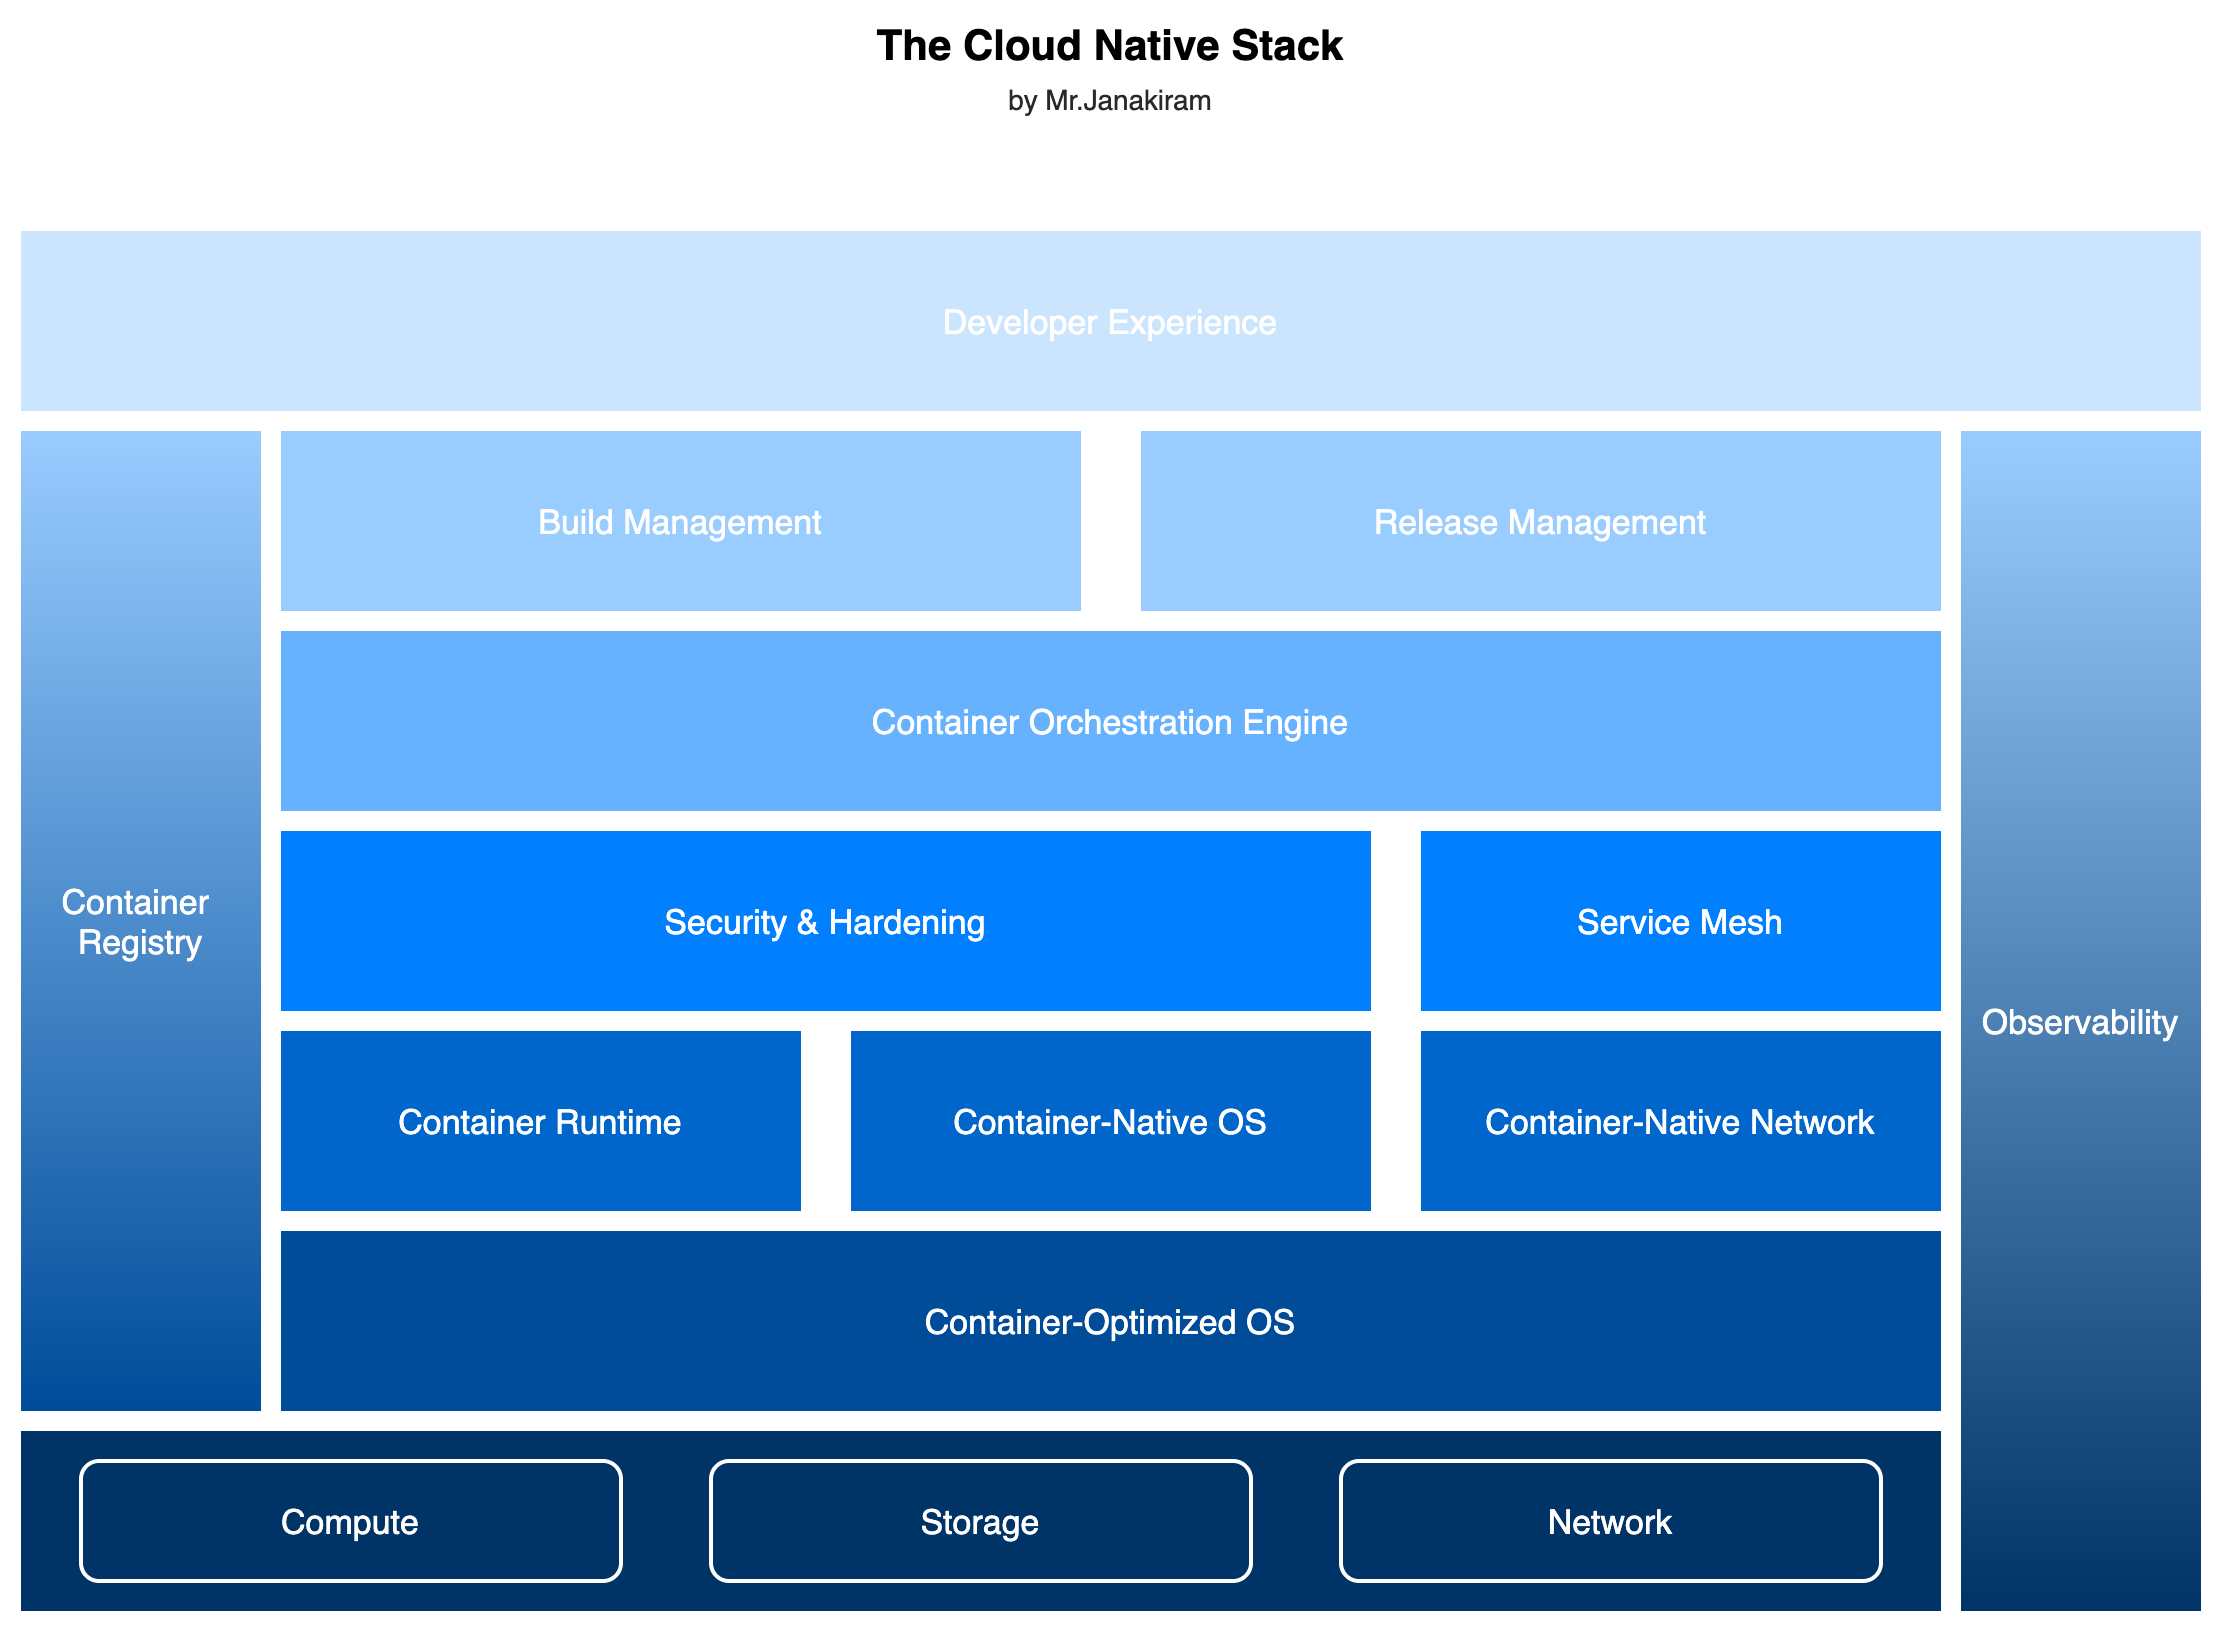 The Cloud Native Stack
by Mr.Janakiram
Developer Experience
Build Management
Release Management
Container Orchestration Engine
Container
Registry
Security & Hardening
Service Mesh
Observability
Container Runtime
Container-Native OS
Container-Native Network
Container-Optimized OS
Compute
Storage
Network